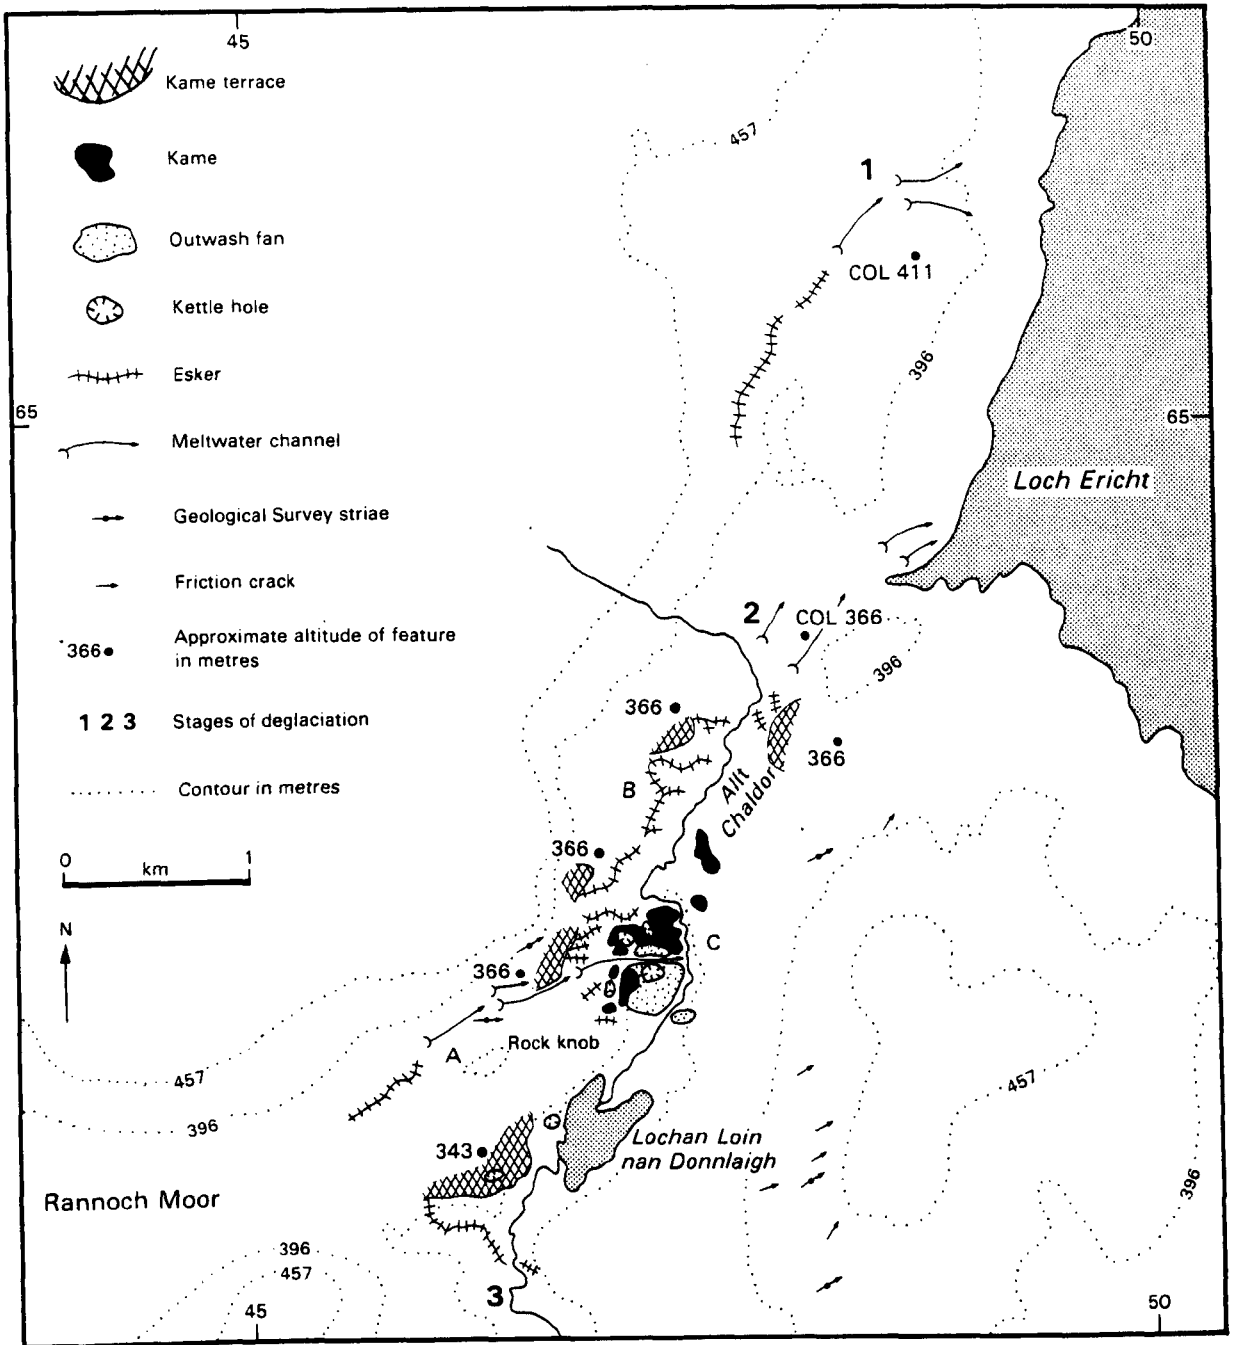 45
50
Kame terrace
457
Kame
1
Outwash fan
COL 411
Kettle hole
396
Esker
65
65
Meltwater channel
Loch Ericht
Geological Survey striae
Friction crack
2
COL 366
366
Approximate altitude of feature
in metres
396
1 2 3
Stages of deglaciation
366
366
Contour in metres
B
Allt
Chaldor
366
0
km
1
N
C
366
A
Rock knob
457
457
396
343
Lochan Loin
nan Donnlaigh
Rannoch Moor
396
396
457
3
45
50